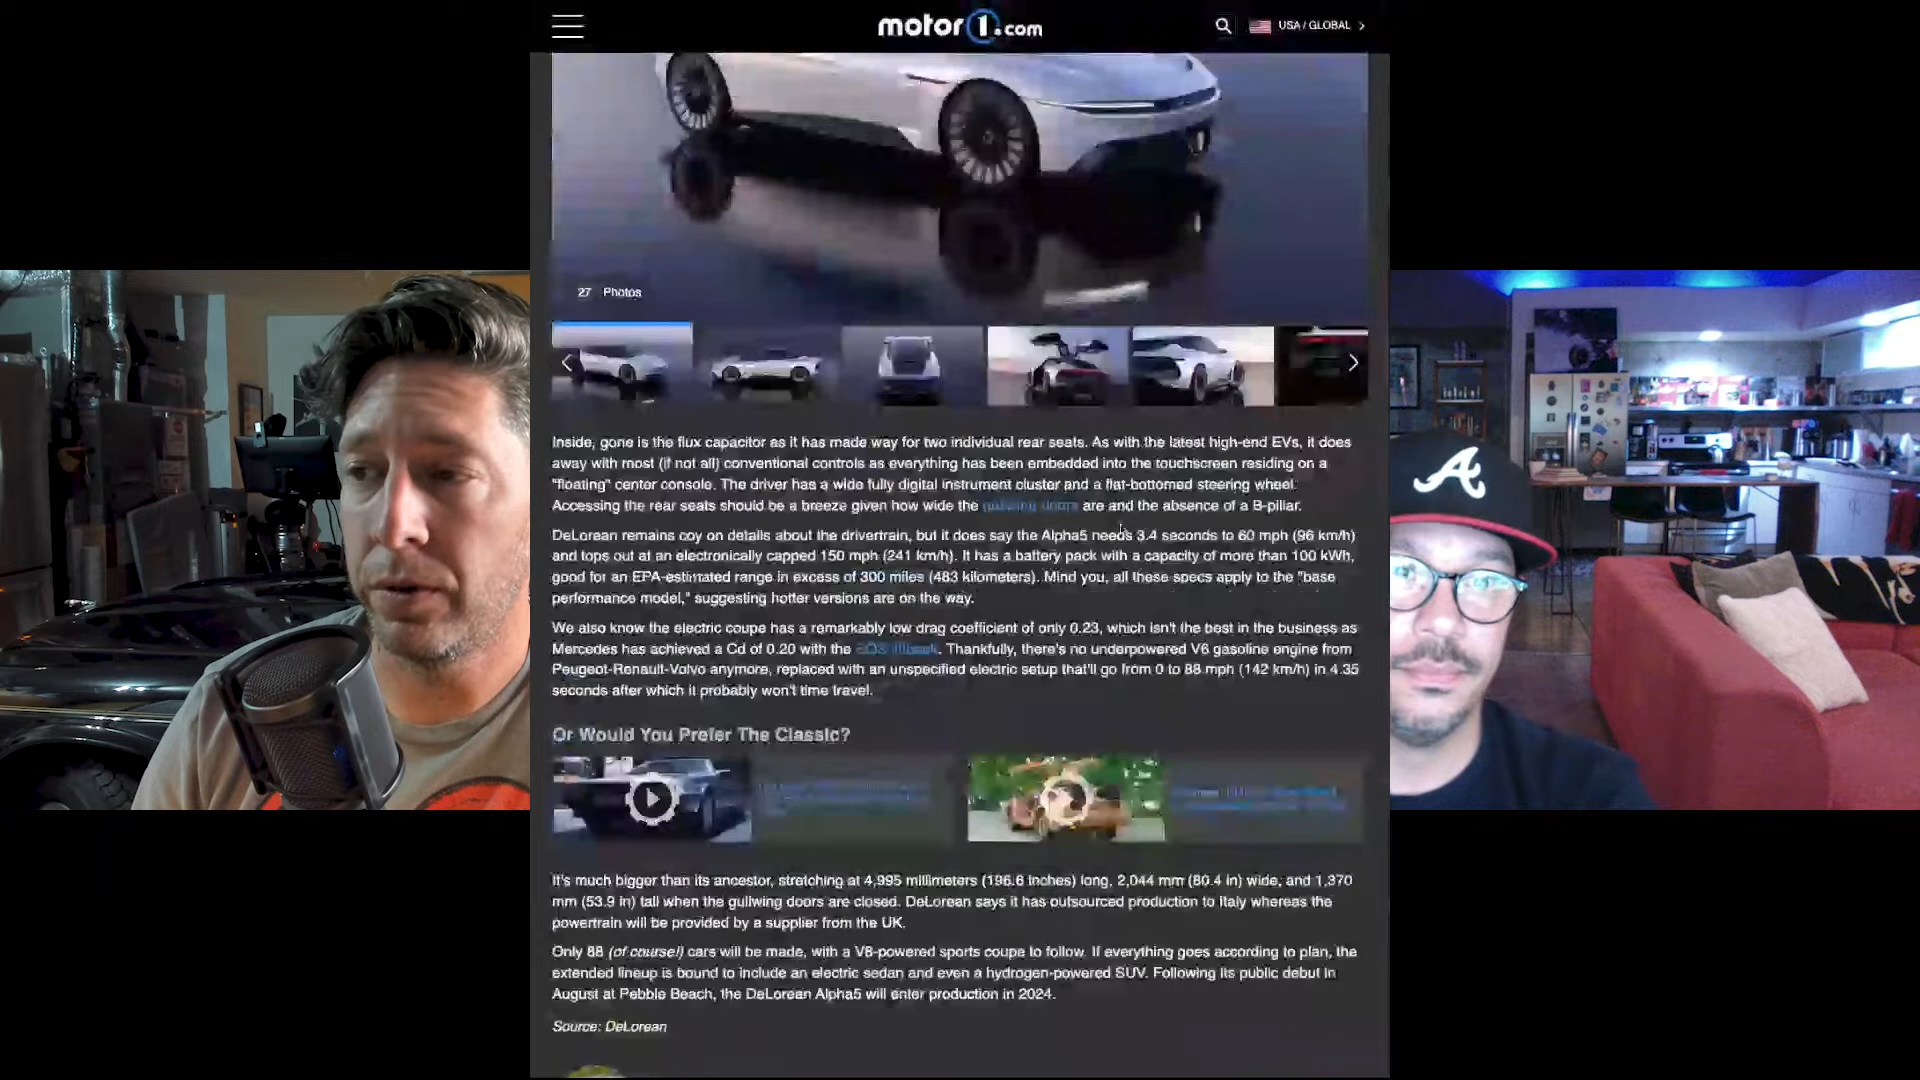 motor1.com
USA / GLOBAL
27 Photos
Inside, gone is the flux capacitor as it has made way for two individual rear seats. As with the latest high-end EVs, it does
away with most (if not all) conventional controls as everything has been embedded into the touchscreen residing on a
"floating" center console. The driver has a wide fully digital instrument cluster and a flat-bottomed steering wheel.
Accessing the rear seats should be a breeze given how wide the gullwing doors are and the absence of a B-pillar.
DeLorean remains coy on details about the drivertrain, but it does say the Alpha5 needs 3.4 seconds to 60 mph (96 km/h)
and tops out at an electronically capped 150 mph (241 km/h). It has a battery pack with a capacity of more than 100 kWh,
good for an EPA-estimated range in excess of 300 miles (483 kilometers). Mind you, all these specs apply to the "base
performance model," suggesting hotter versions are on the way.
We also know the electric coupe has a remarkably low drag coefficient of only 0.23, which isn't the best in the business as
Mercedes has achieved a Cd of 0.20 with the EQS liftback. Thankfully, there's no underpowered V6 gasoline engine from
Peugeot-Renault-Volvo anymore, replaced with an unspecified electric setup that'll go from 0 to 88 mph (142 km/h) in 4.35
seconds after which it probably won't time travel.
Or Would You Prefer The Classic?
It's much bigger than its ancestor, stretching at 4,995 millimeters (196.6 inches) long, 2,044 mm (80.4 in) wide, and 1,370
mm (53.9 in) tall when the gullwing doors are closed. DeLorean says it has outsourced production to Italy whereas the
powertrain will be provided by a supplier from the UK.
Only 88 (of course!) cars will be made, with a V8-powered sports coupe to follow. If everything goes according to plan, the
extended lineup is bound to include an electric sedan and even a hydrogen-powered SUV. Following its public debut in
August at Pebble Beach, the DeLorean Alpha5 will enter production in 2024.
Source: DeLorean
A